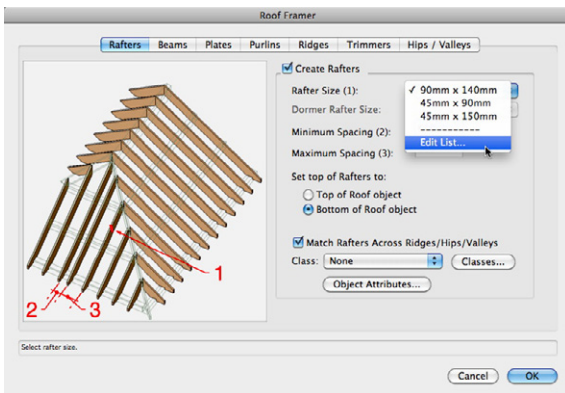 Roof Framer
Rafters Beams Plates Purlins Ridges Trimmers Hips / Valleys
Create Rafters
Rafter Size (1):
90mm x 140mm
45mm x 90mm
45mm x 150mm
-----------
Edit List...
Dormer Rafter Size:
Minimum Spacing (2):
Maximum Spacing (3):
Set top of Rafters to:
Top of Roof object
Bottom of Roof object
Match Rafters Across Ridges/Hips/Valleys
Class: None Classes...
Object Attributes...
1
2 3
Select rafter size.
Cancel OK